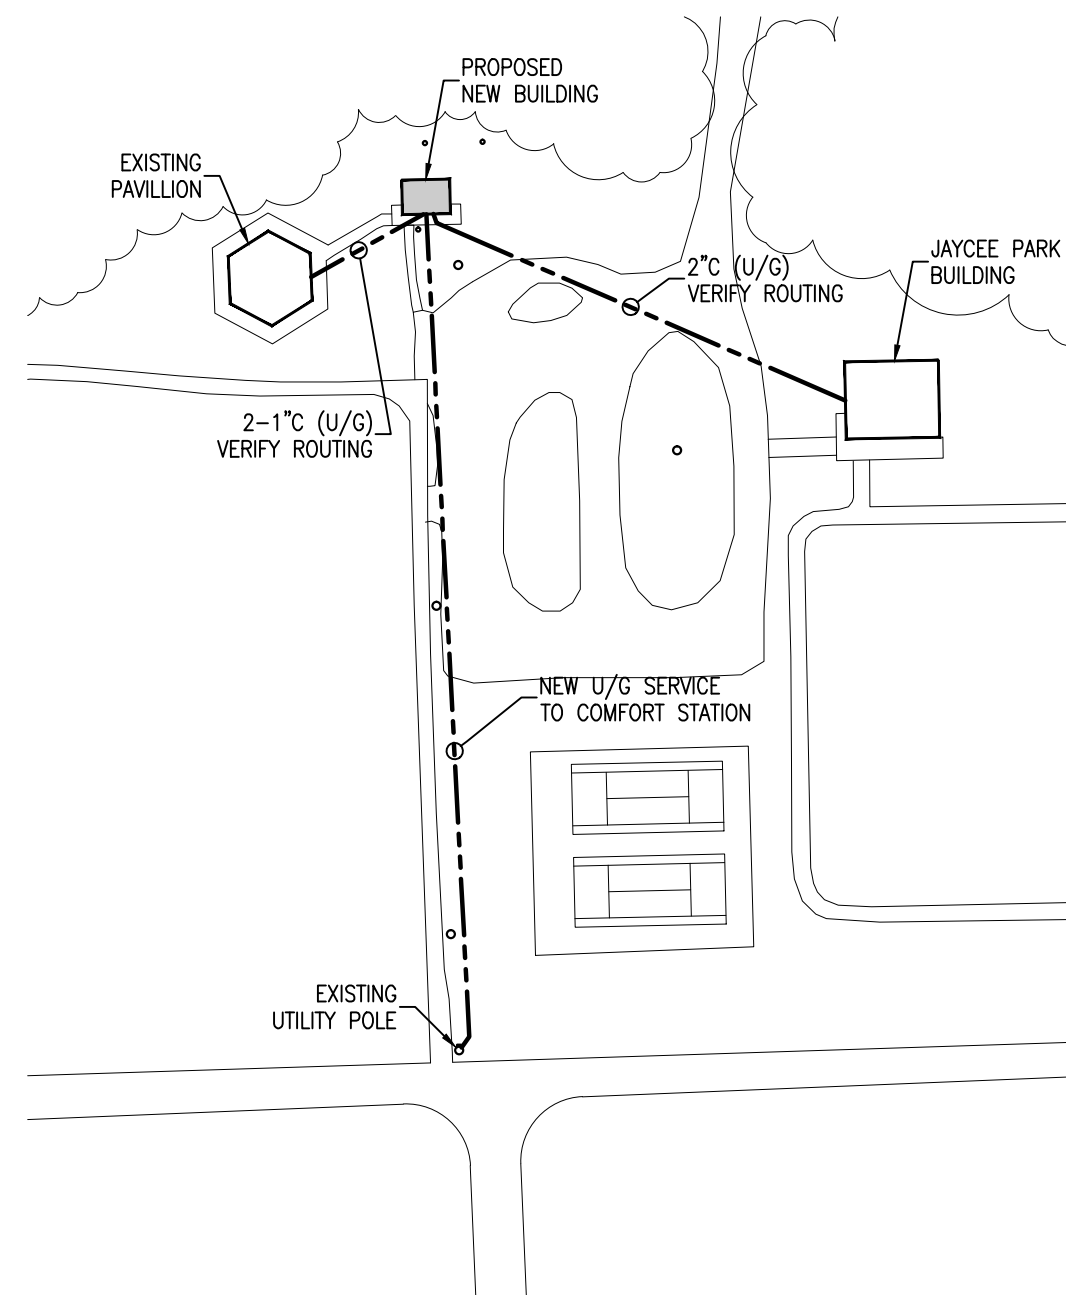 PROPOSED
NEW BUILDING
EXISTING
PAVILLION
JAYCEE PARK
BUILDING
2"C (U/G)
VERIFY ROUTING
2-1"C (U/G)
VERIFY ROUTING
NEW U/G SERVICE
TO COMFORT STATION
EXISTING
UTILITY POLE